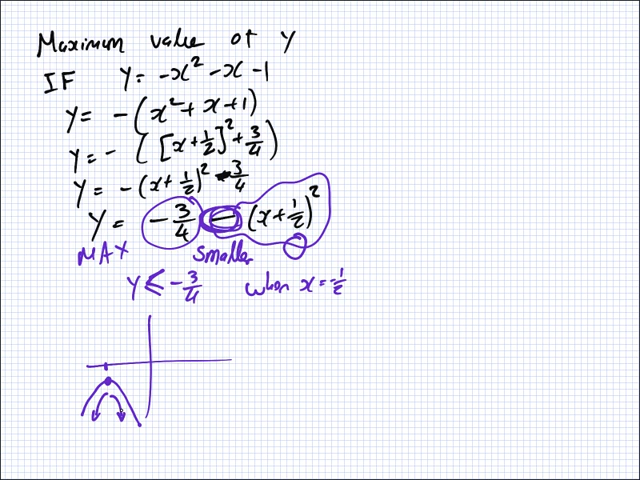 Maximum value of Y
IF Y = -x² - x - 1
Y = - (x² + x + 1)
Y = - ([x + 1/2]² + 3/4)
Y = - (x + 1/2)² - 3/4
Y = - 3/4 - (x + 1/2)²
MAX Smaller
Y ≤ - 3/4 when x = -1/2